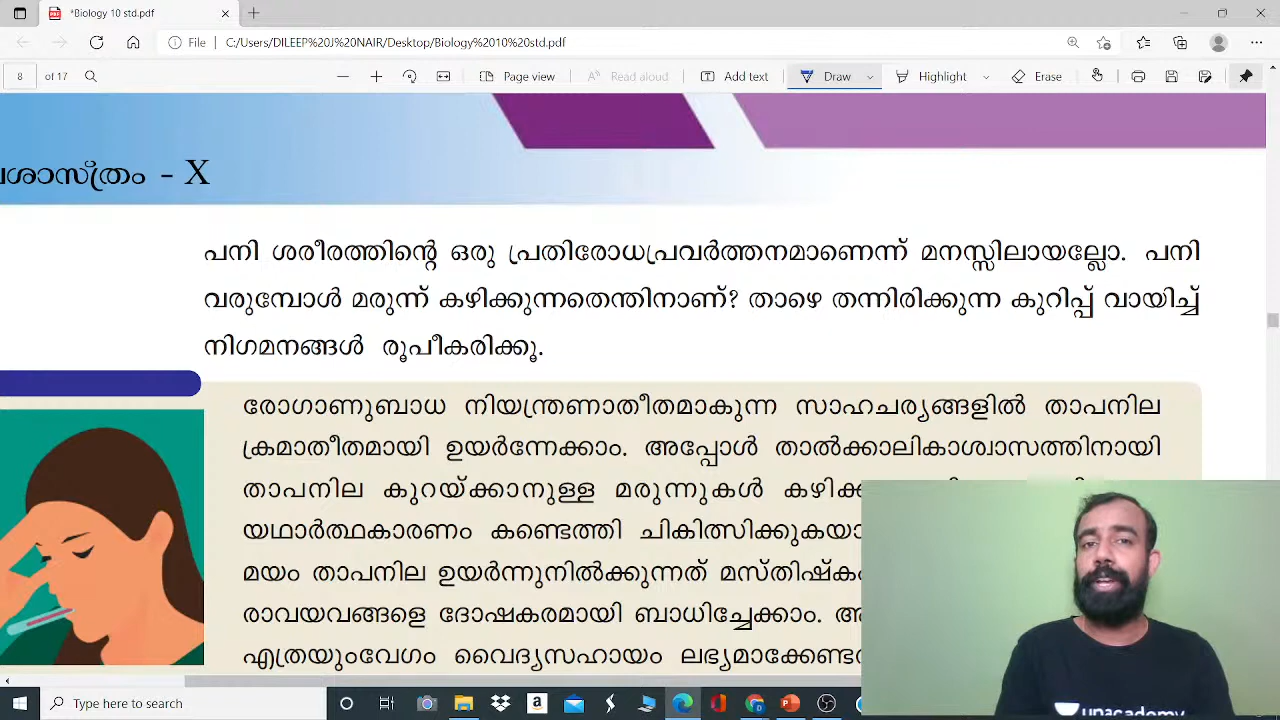 *Biology 10 std.pdf
File C:/Users/DILEEP%20J%20NAIR/Desktop/Biology%2010%20std.pdf
8 of 17 Page view Read aloud Add text Draw Highlight Erase
ശാസ്ത്രം - X
പനി ശരീരത്തിന്റെ ഒരു പ്രതിരോധപ്രവർത്തനമാണെന്ന് മനസ്സിലായല്ലോ. പനി
വരുമ്പോൾ മരുന്ന് കഴിക്കുന്നതെന്തിനാണ്? താഴെ തന്നിരിക്കുന്ന കുറിപ്പ് വായിച്ച്
നിഗമനങ്ങൾ രൂപീകരിക്കൂ.
രോഗാണുബാധ നിയന്ത്രണാതീതമാകുന്ന സാഹചര്യങ്ങളിൽ താപനില
ക്രമാതീതമായി ഉയർന്നേക്കാം. അപ്പോൾ താൽക്കാലികാശ്വാസത്തിനായി
താപനില കുറയ്ക്കാനുള്ള മരുന്നുകൾ കഴിക്ക
യഥാർത്ഥകാരണം കണ്ടെത്തി ചികിത്സിക്കുകയാ
മയം താപനില ഉയർന്നുനിൽക്കുന്നത് മസ്തിഷ്കം
രാവയവങ്ങളെ ദോഷകരമായി ബാധിച്ചേക്കാം.
എത്രയുംവേഗം വൈദ്യസഹായം ലഭ്യമാക്കേണ്ടത
unacademy
Type here to search